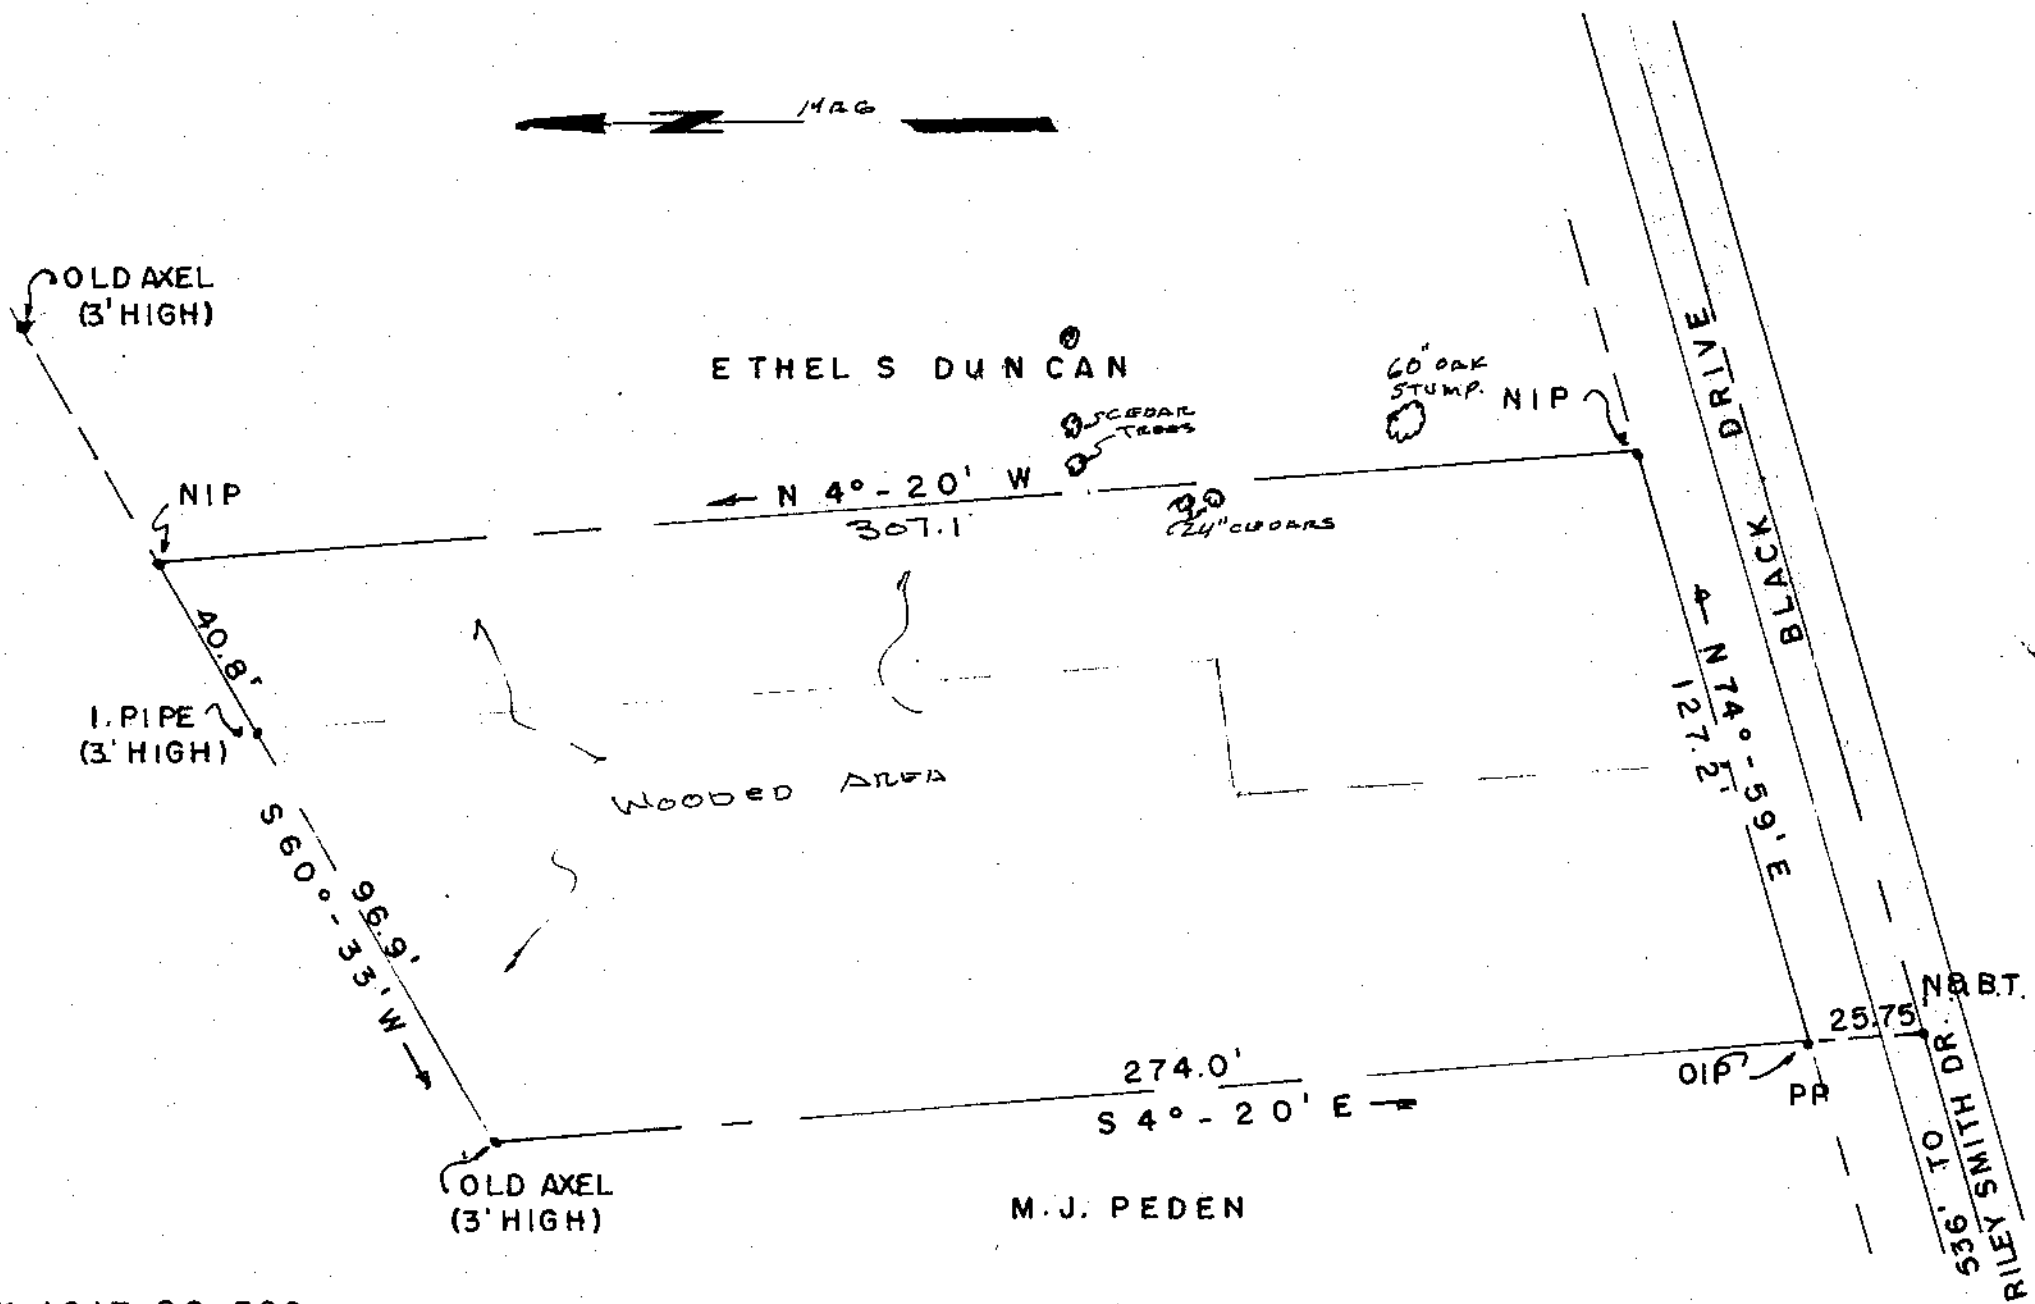 OLD AXEL
(3' HIGH)
ETHEL S DUNCAN
60" OAK
STUMP.
NIP
CEDAR
TREES
NIP
N 4° - 20' W
307.1
24" CEDARS
DRIVE
BLACK
40.8'
I. PIPE
(3' HIGH)
N 74° - 59' E
127.2'
WOODED AREA
S 60° - 33' W
96.9'
N & B.T.
25.75
274.0'
S 4° - 20' E
OIP
PP
OLD AXEL
(3' HIGH)
M. J. PEDEN
536' TO
RILEY SMITH DR.